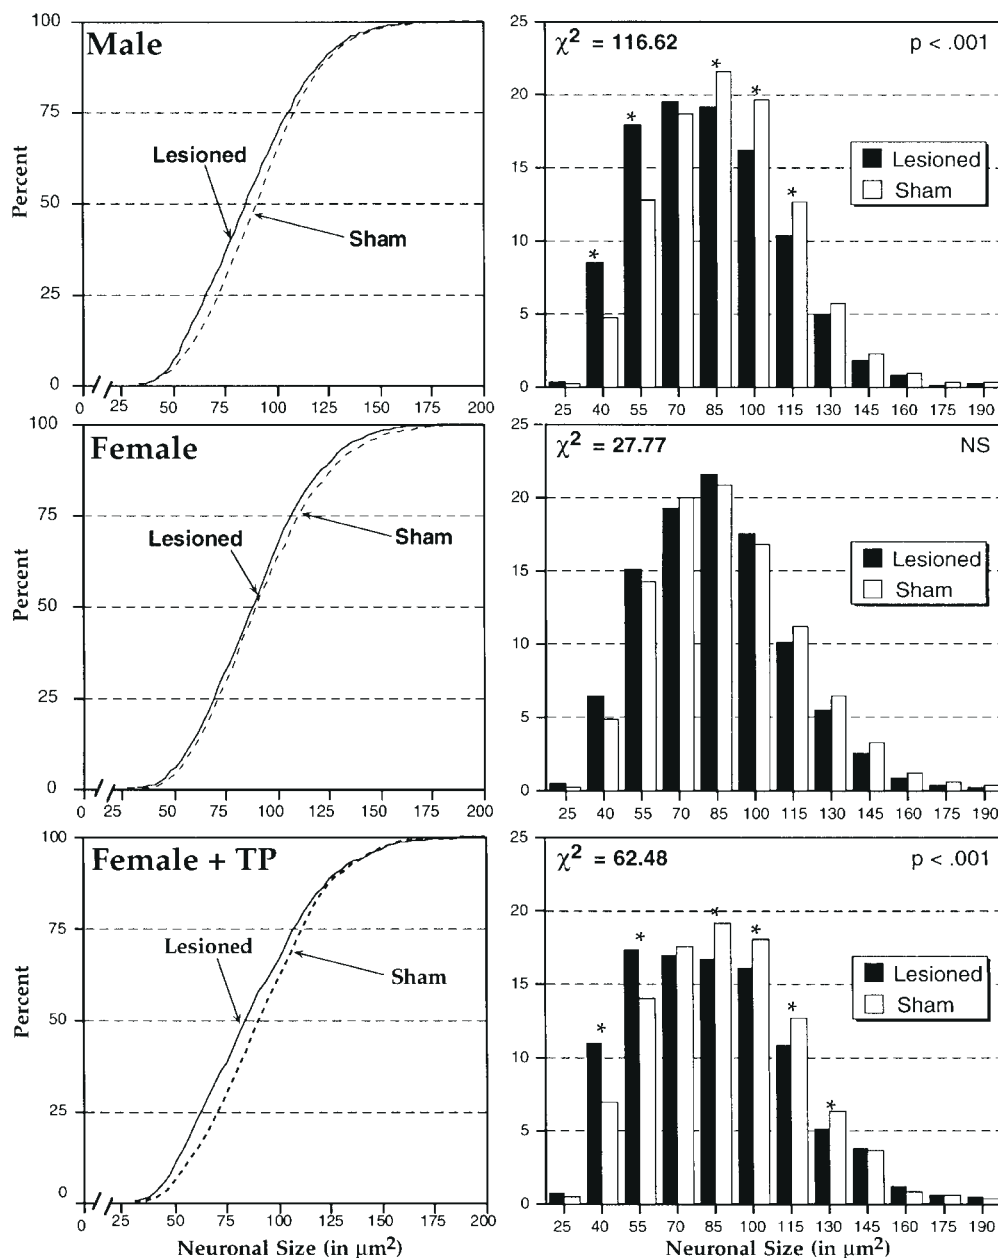 Male
100
75
50
25
0
Percent
Lesioned
Sham
0 25 50 75 100 125 150 175 200
χ² = 116.62
p < .001
25
20
15
10
5
0
* * * * *
Lesioned
Sham
25 40 55 70 85 100 115 130 145 160 175 190
Female
100
75
50
25
0
Percent
Lesioned
Sham
0 25 50 75 100 125 150 175 200
χ² = 27.77
NS
25
20
15
10
5
0
Lesioned
Sham
25 40 55 70 85 100 115 130 145 160 175 190
Female + TP
100
75
50
25
0
Percent
Lesioned
Sham
0 25 50 75 100 125 150 175 200
Neuronal Size (in μm²)
χ² = 62.48
p < .001
25
20
15
10
5
0
* * * * * *
Lesioned
Sham
25 40 55 70 85 100 115 130 145 160 175 190
Neuronal Size (in μm²)